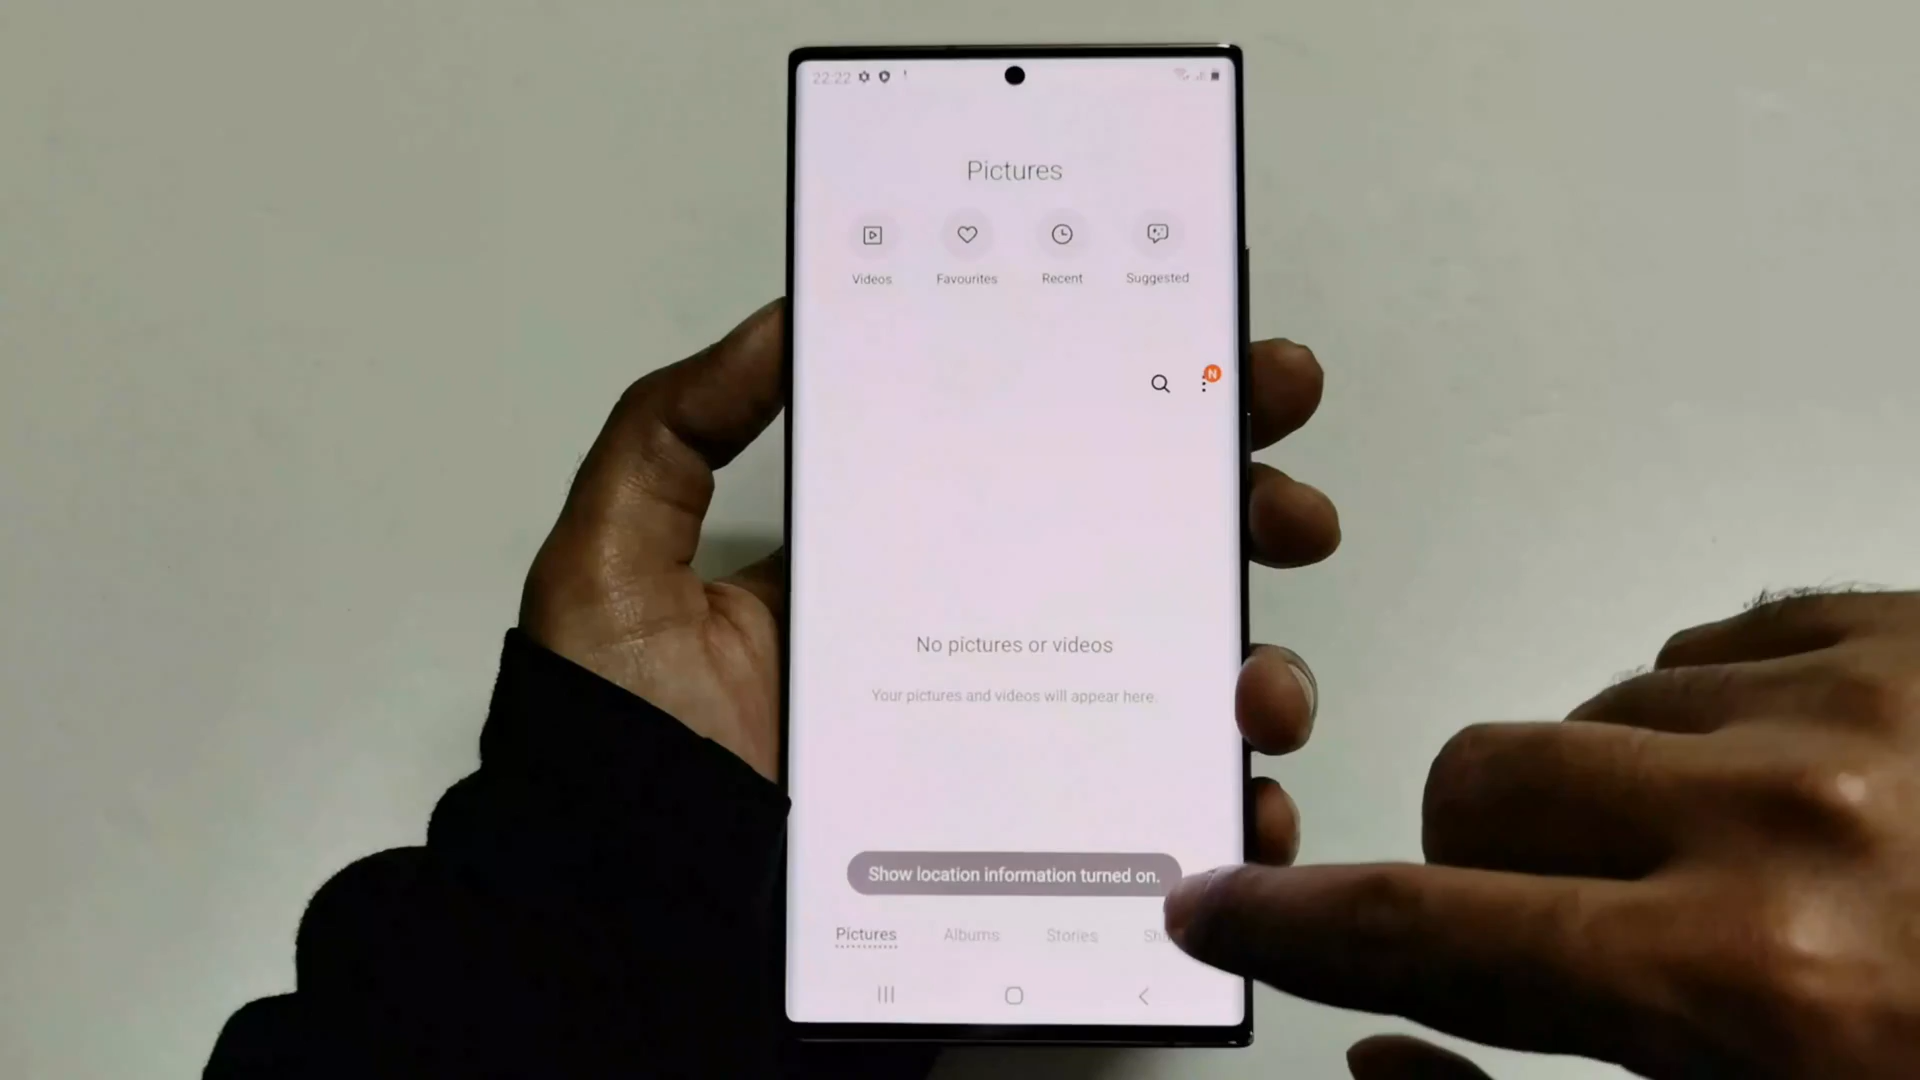 22:22
Pictures
Videos
Favourites
Recent
Suggested
N
No pictures or videos
Your pictures and videos will appear here.
Show location information turned on.
Pictures
Albums
Stories